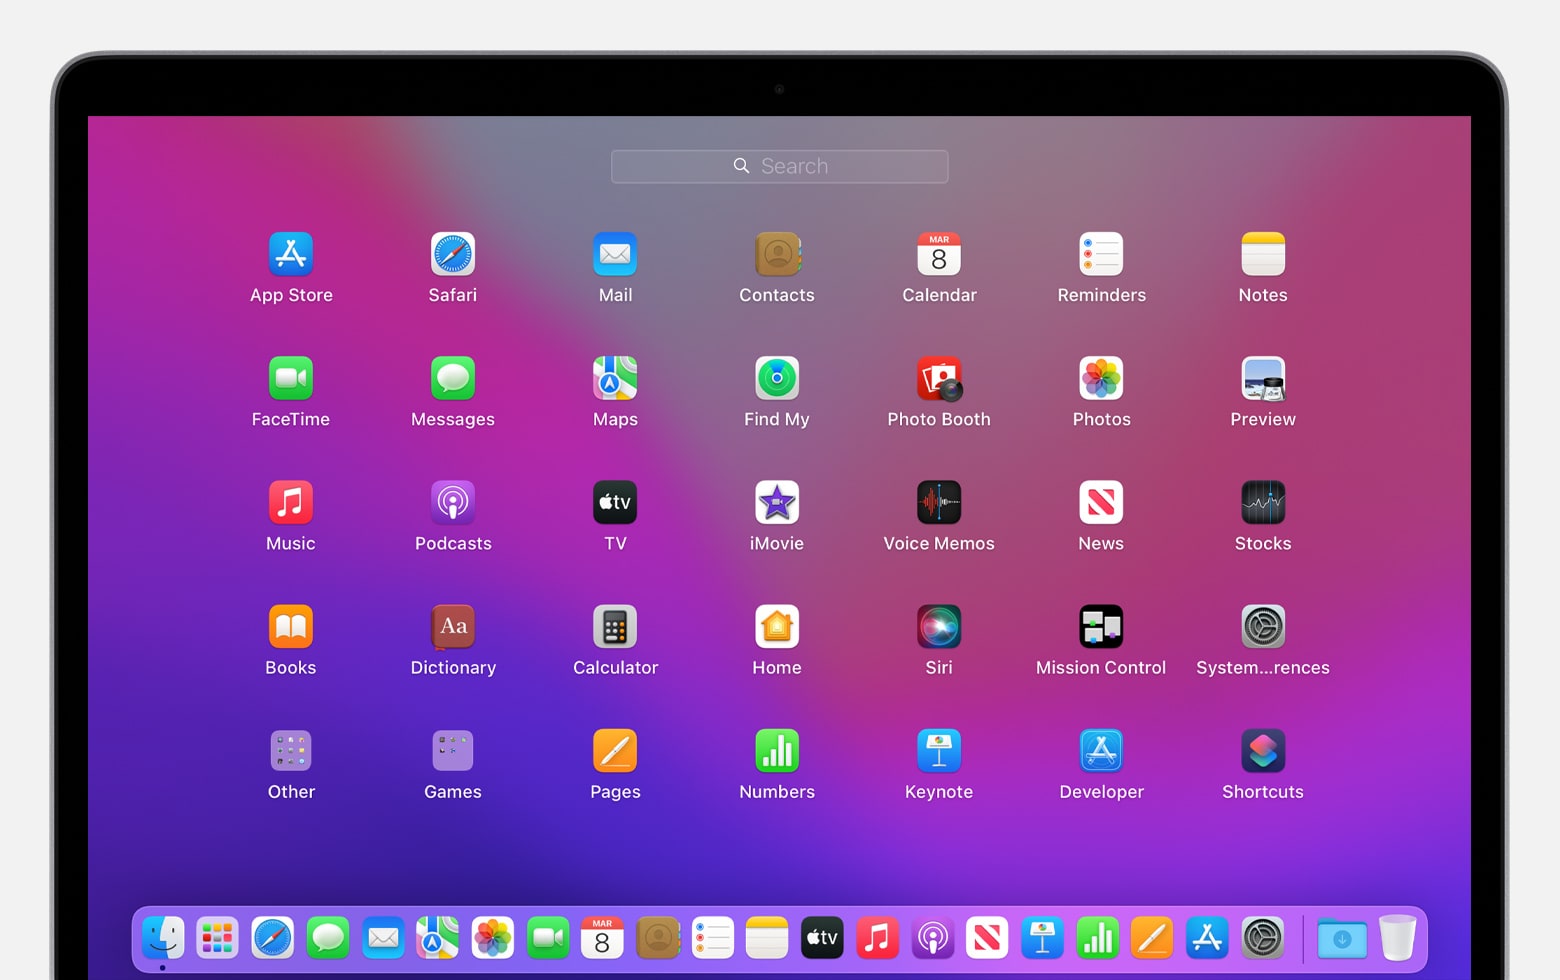 Search
App Store
Safari
Mail
Contacts
MAR
8
Calendar
Reminders
Notes
FaceTime
Messages
Maps
Find My
Photo Booth
Photos
Preview
Music
Podcasts
tv
TV
iMovie
Voice Memos
News
Stocks
Books
Aa
Dictionary
Calculator
Home
Siri
Mission Control
System...rences
Other
Games
Pages
Numbers
Keynote
Developer
Shortcuts
MAR
8
tv